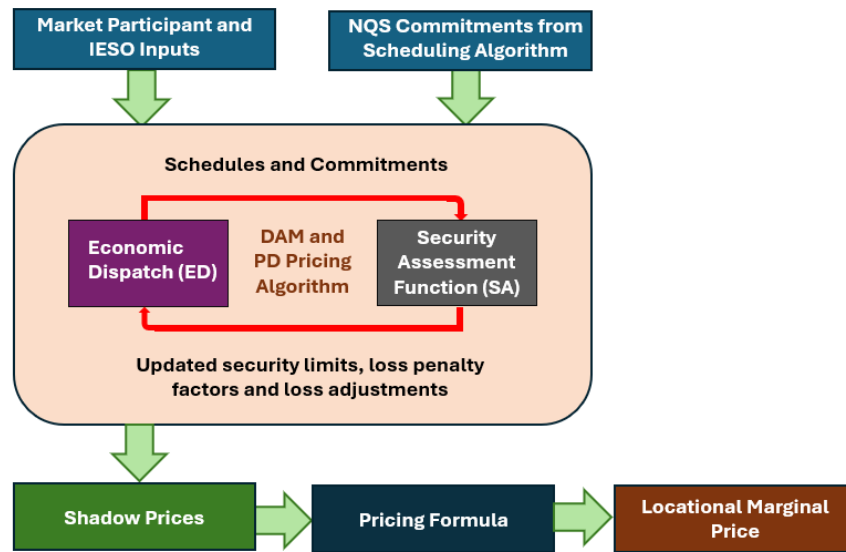 Market Participant and
IESO Inputs
NQS Commitments from
Scheduling Algorithm
Schedules and Commitments
Economic
Dispatch (ED)
DAM and
PD Pricing
Algorithm
Security
Assessment
Function (SA)
Updated security limits, loss penalty
factors and loss adjustments
Shadow Prices
Pricing Formula
Locational Marginal
Price